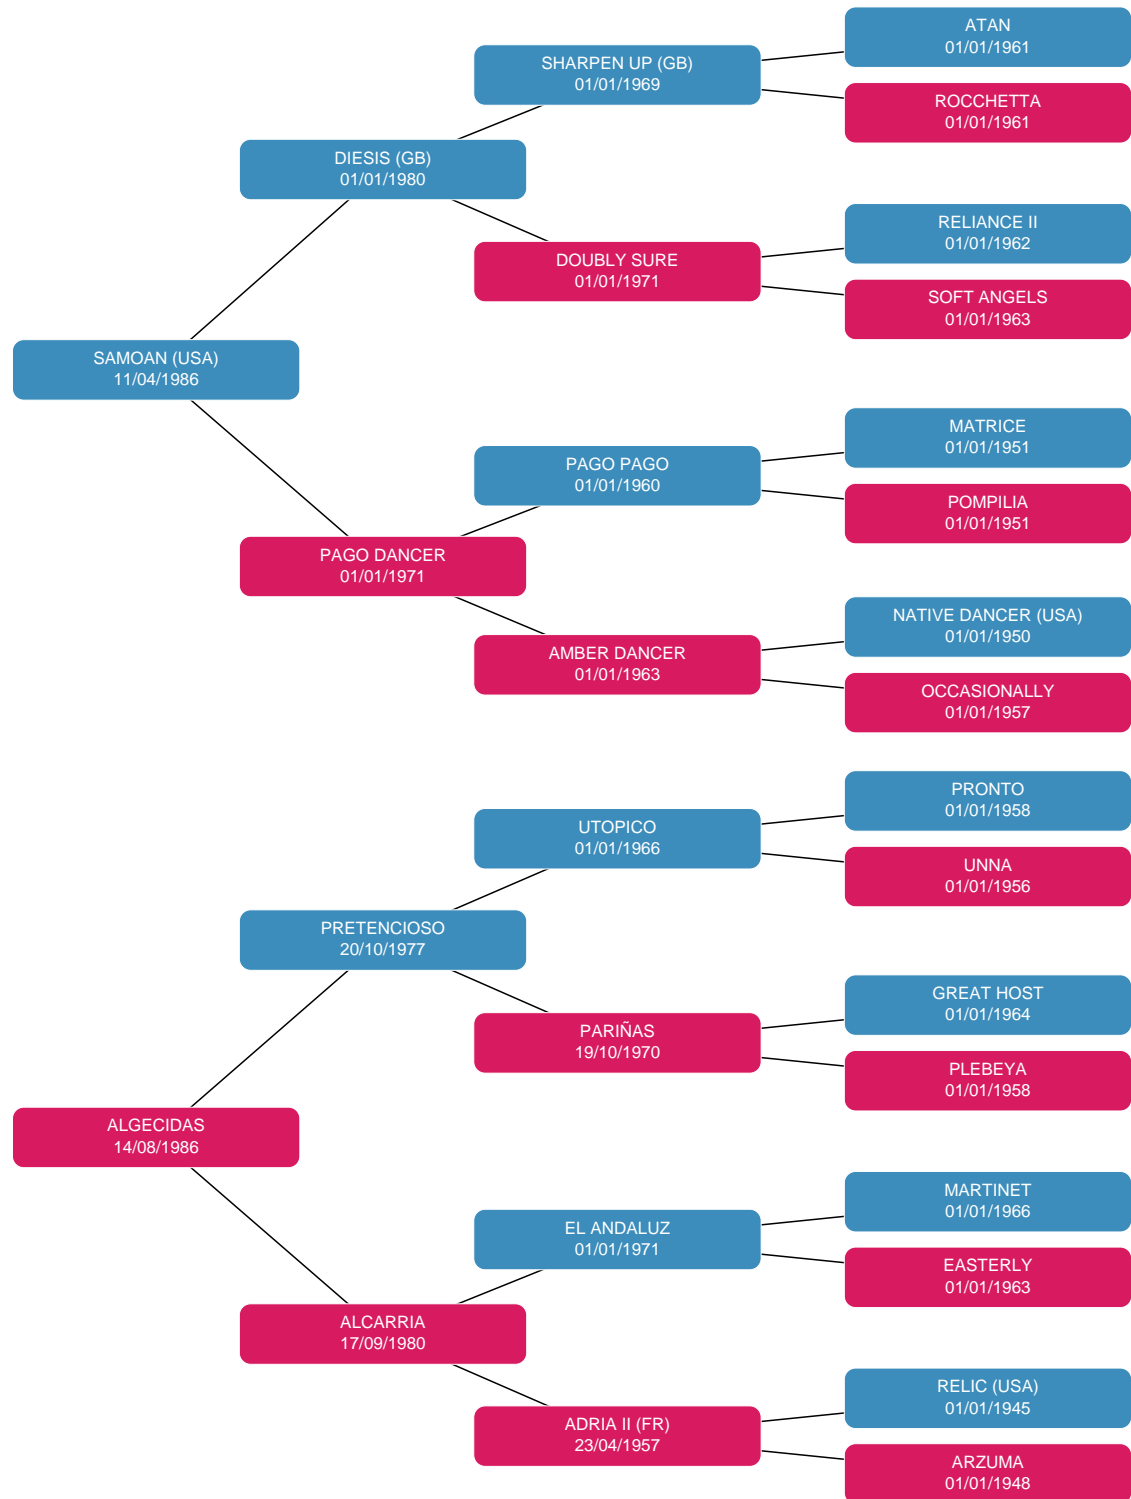 ATAN
01/01/1961
SHARPEN UP (GB)
01/01/1969
ROCCHETTA
01/01/1961
DIESIS (GB)
01/01/1980
RELIANCE II
01/01/1962
DOUBLY SURE
01/01/1971
SOFT ANGELS
01/01/1963
SAMOAN (USA)
11/04/1986
MATRICE
01/01/1951
PAGO PAGO
01/01/1960
POMPILIA
01/01/1951
PAGO DANCER
01/01/1971
NATIVE DANCER (USA)
01/01/1950
AMBER DANCER
01/01/1963
OCCASIONALLY
01/01/1957
PRONTO
01/01/1958
UTOPICO
01/01/1966
UNNA
01/01/1956
PRETENCIOSO
20/10/1977
GREAT HOST
01/01/1964
PARIÑAS
19/10/1970
PLEBEYA
01/01/1958
ALGECIDAS
14/08/1986
MARTINET
01/01/1966
EL ANDALUZ
01/01/1971
EASTERLY
01/01/1963
ALCARRIA
17/09/1980
RELIC (USA)
01/01/1945
ADRIA II (FR)
23/04/1957
ARZUMA
01/01/1948